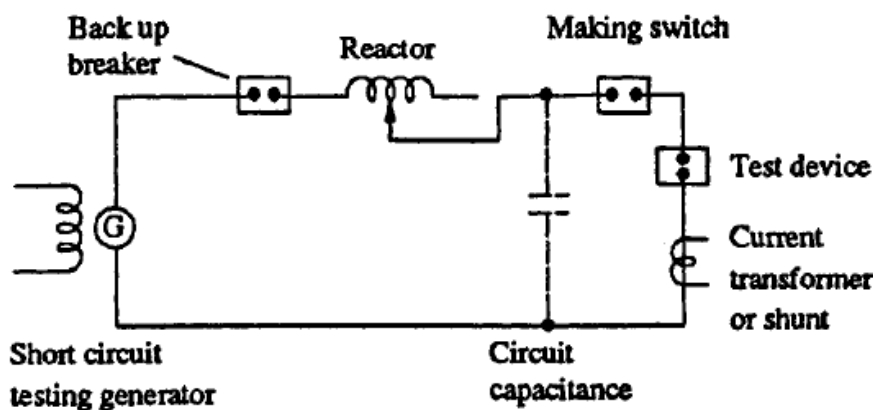 Back up
breaker
Reactor
Making switch
Test device
G
Current
transformer
or shunt
Short circuit
testing generator
Circuit
capacitance